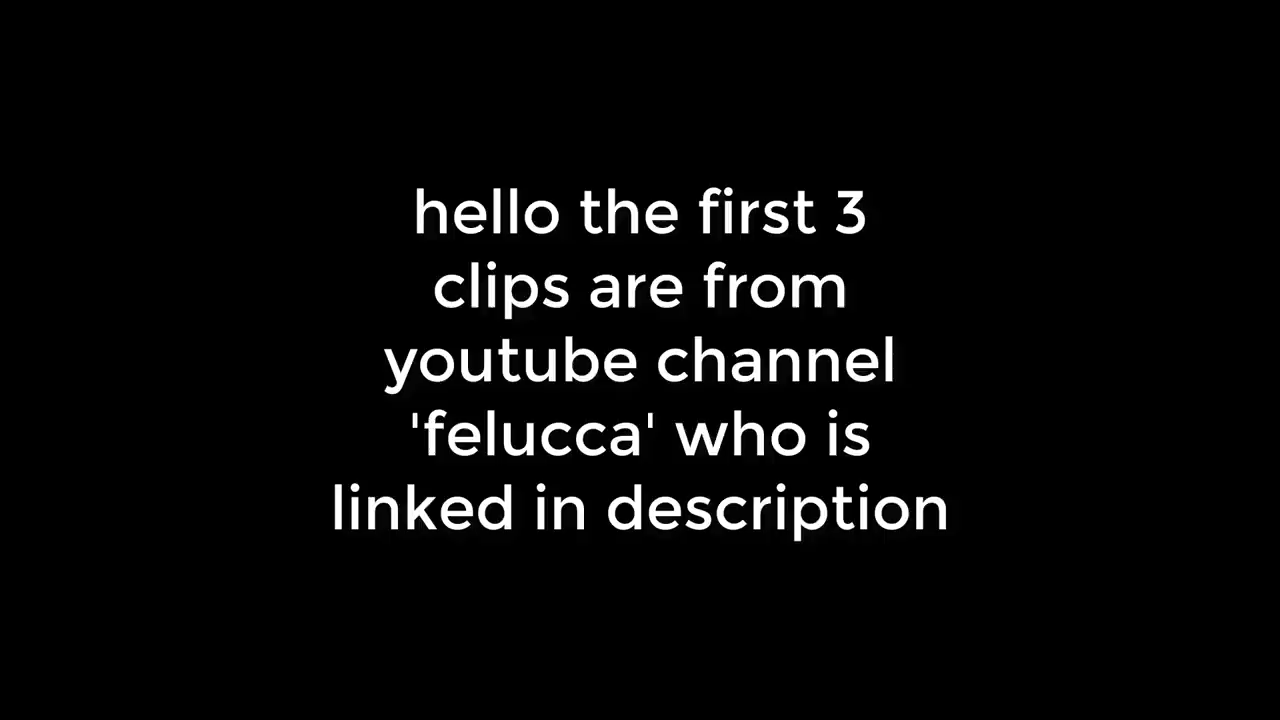 hello the first 3
clips are from
youtube channel
'felucca' who is
linked in description